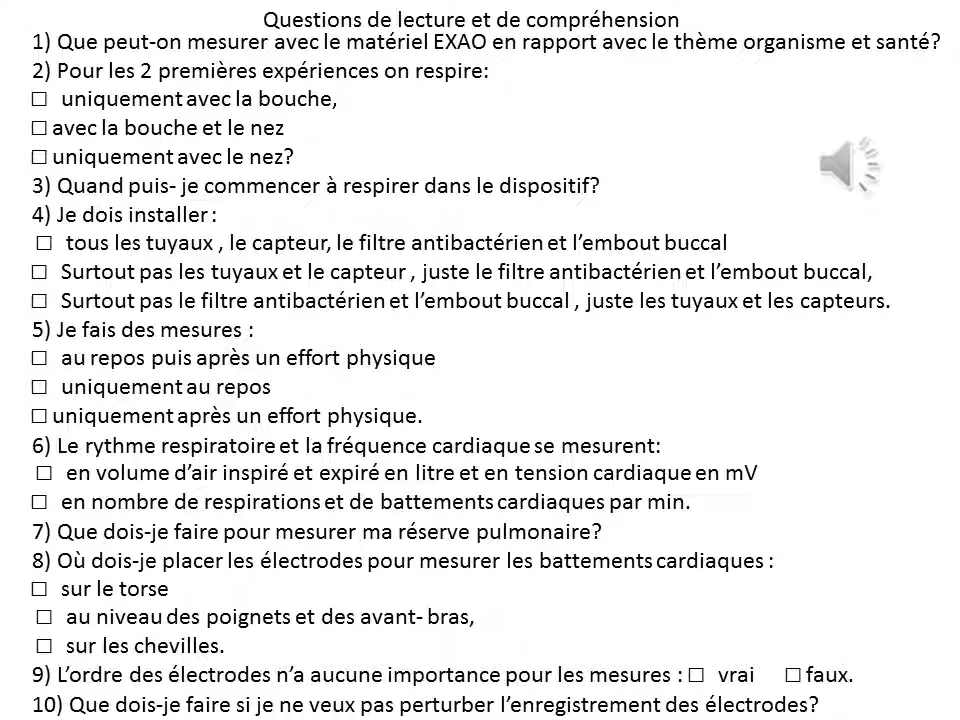 Questions de lecture et de compréhension
1) Que peut-on mesurer avec le matériel EXAO en rapport avec le thème organisme et santé?
2) Pour les 2 premières expériences on respire:
□ uniquement avec la bouche,
□ avec la bouche et le nez
□ uniquement avec le nez?
3) Quand puis- je commencer à respirer dans le dispositif?
4) Je dois installer :
□ tous les tuyaux , le capteur, le filtre antibactérien et l’embout buccal
□ Surtout pas les tuyaux et le capteur , juste le filtre antibactérien et l’embout buccal,
□ Surtout pas le filtre antibactérien et l’embout buccal , juste les tuyaux et les capteurs.
5) Je fais des mesures :
□ au repos puis après un effort physique
□ uniquement au repos
□ uniquement après un effort physique.
6) Le rythme respiratoire et la fréquence cardiaque se mesurent:
□ en volume d’air inspiré et expiré en litre et en tension cardiaque en mV
□ en nombre de respirations et de battements cardiaques par min.
7) Que dois-je faire pour mesurer ma réserve pulmonaire?
8) Où dois-je placer les électrodes pour mesurer les battements cardiaques :
□ sur le torse
□ au niveau des poignets et des avant- bras,
□ sur les chevilles.
9) L’ordre des électrodes n’a aucune importance pour les mesures : □ vrai □ faux.
10) Que dois-je faire si je ne veux pas perturber l’enregistrement des électrodes?